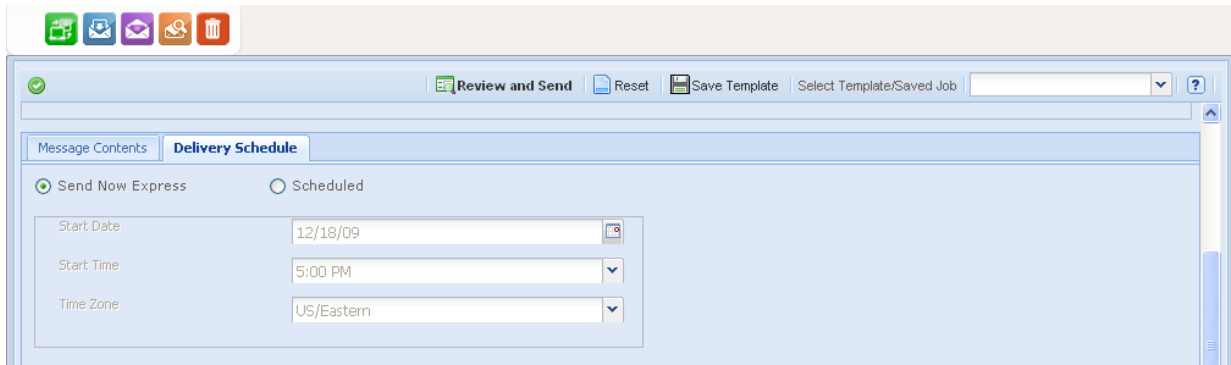 Review and Send Reset Save Template Select Template/Saved Job ?
Message Contents Delivery Schedule
Send Now Express Scheduled
Start Date 12/18/09
Start Time 5:00 PM
Time Zone US/Eastern